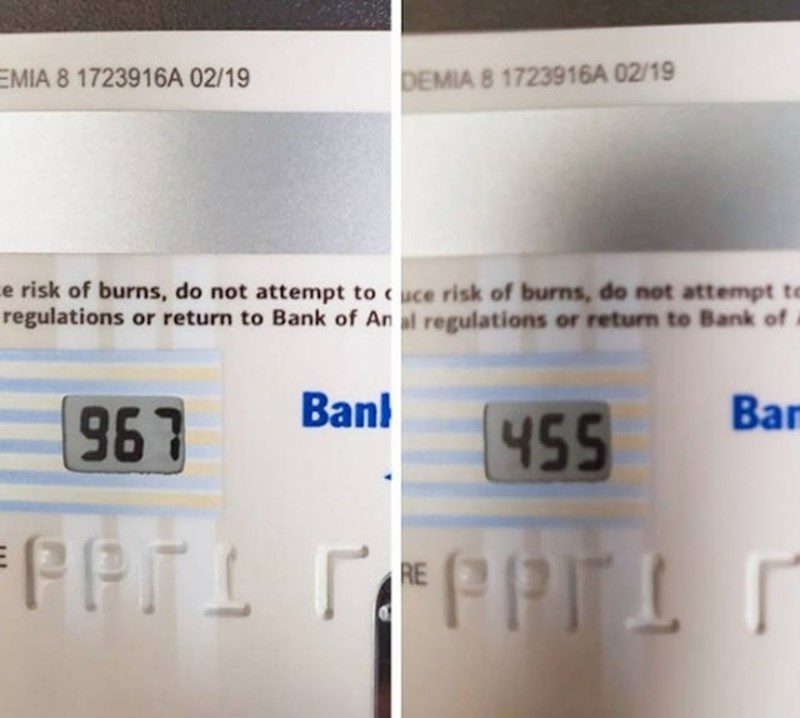 EMIA 8 1723916A 02/19
e risk of burns, do not attempt to
regulations or return to Bank of Am
967
Bank
E
DEMIA 8 1723916A 02/19
uce risk of burns, do not attempt to
al regulations or return to Bank of
455
Ban
RE